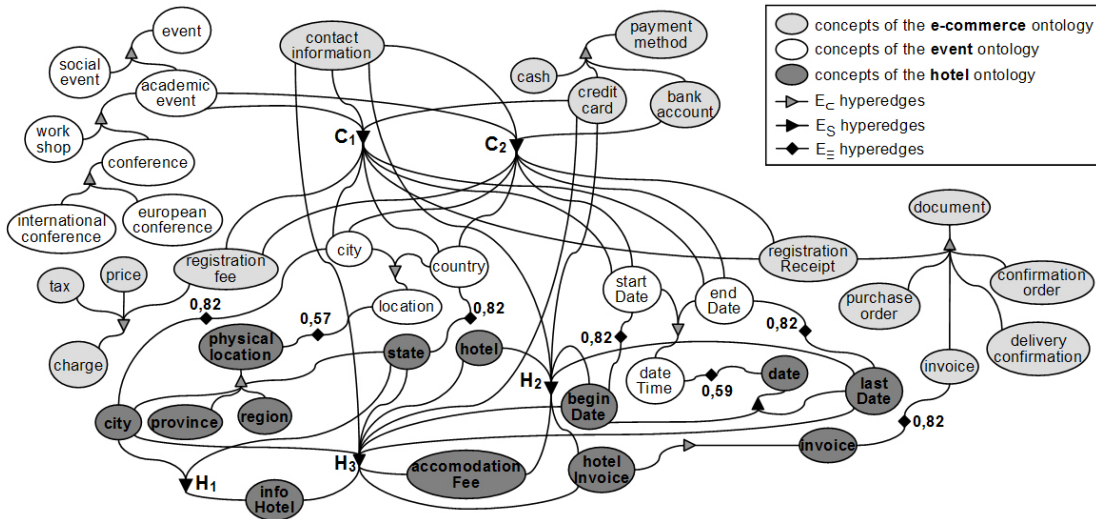 event
social
event
academic
event
work
shop
conference
international
conference
european
conference
contact
information
payment
method
cash
credit
card
bank
account
concepts of the e-commerce ontology
concepts of the event ontology
concepts of the hotel ontology
E⊂ hyperedges
ES hyperedges
EΞ hyperedges
C1
C2
document
registration
fee
city
country
location
start
Date
end
Date
registration
Receipt
purchase
order
confirmation
order
delivery
confirmation
invoice
tax
price
charge
0,82
0,57
0,82
0,82
0,82
physical
location
state
hotel
H2
begin
Date
date
Time
0,59
date
last
Date
0,82
city
province
region
H3
accomodation
Fee
hotel
Invoice
invoice
H1
info
Hotel